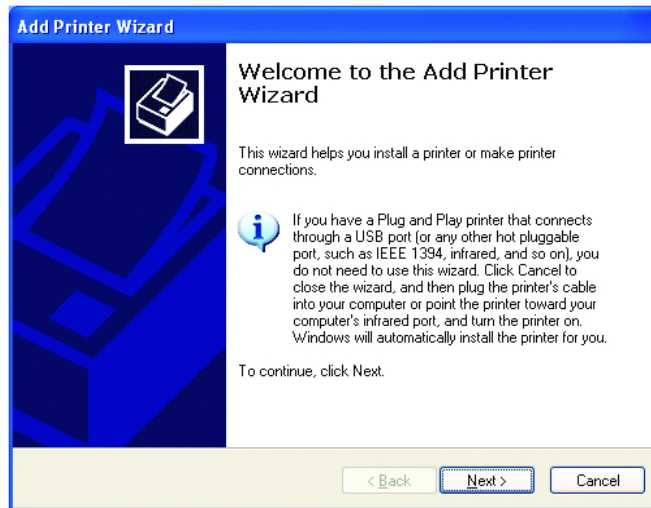 Add Printer Wizard
Welcome to the Add Printer
Wizard
This wizard helps you install a printer or make printer
connections.
If you have a Plug and Play printer that connects
through a USB port (or any other hot pluggable
port, such as IEEE 1394, infrared, and so on), you
do not need to use this wizard. Click Cancel to
close the wizard, and then plug the printer's cable
into your computer or point the printer toward your
computer's infrared port, and turn the printer on.
Windows will automatically install the printer for you.
To continue, click Next.
< Back Next > Cancel